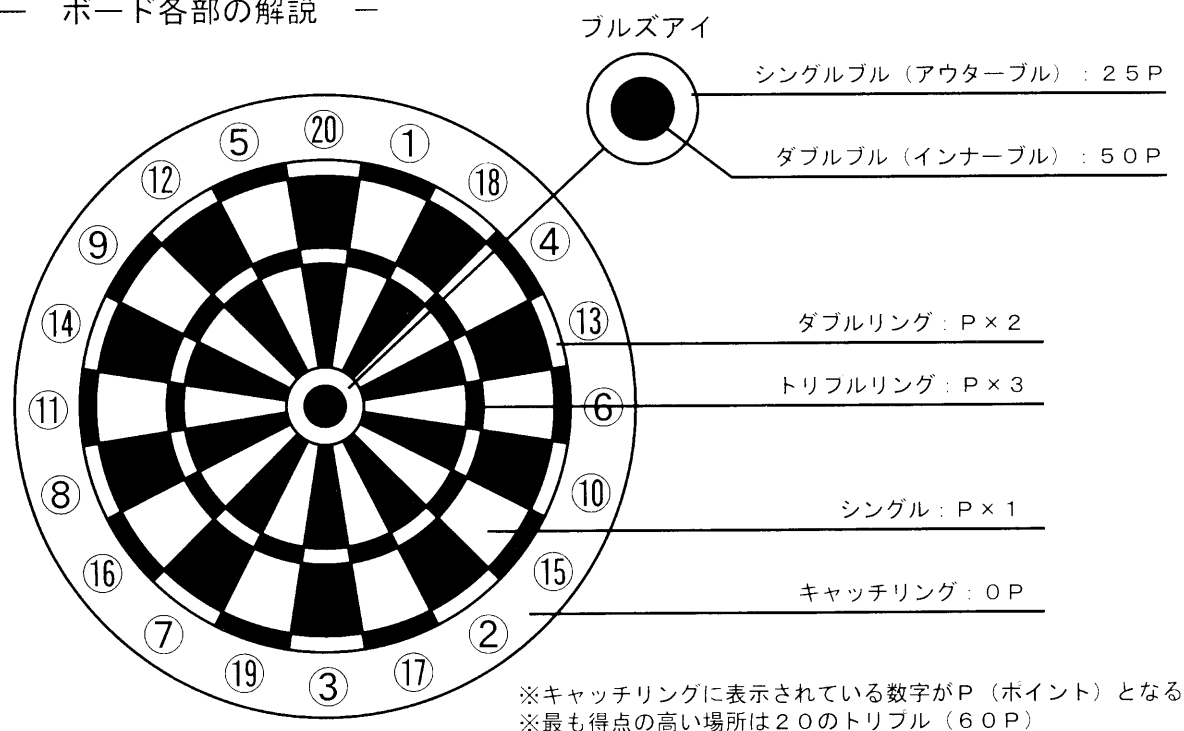 ― ボード各部の解説 ―
ブルズアイ
シングルブル（アウターブル）：２５Ｐ
ダブルブル（インナーブル）：５０Ｐ
⑳
⑤
①
⑫
⑱
⑨
④
⑭
⑬
ダブルリング：Ｐ×２
トリプルリング：Ｐ×３
⑪
⑥
⑧
⑩
シングル：Ｐ×１
⑯
⑮
キャッチリング：０Ｐ
⑦
②
⑲
③
⑰
※キャッチリングに表示されている数字がＰ（ポイント）となる
※最も得点の高い場所は２０のトリプル（６０Ｐ）